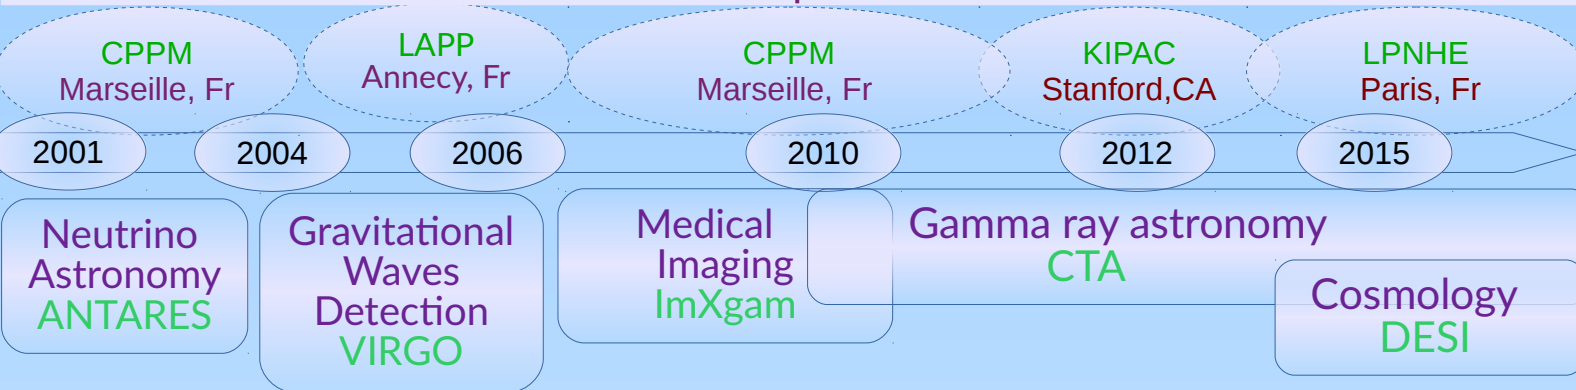 CPPM
Marseille, Fr
LAPP
Annecy, Fr
CPPM
Marseille, Fr
KIPAC
Stanford,CA
LPNHE
Paris, Fr
2001
2004
2006
2010
2012
2015
Neutrino
Astronomy
ANTARES
Gravitational
Waves
Detection
VIRGO
Medical
Imaging
ImXgam
Gamma ray astronomy
CTA
Cosmology
DESI